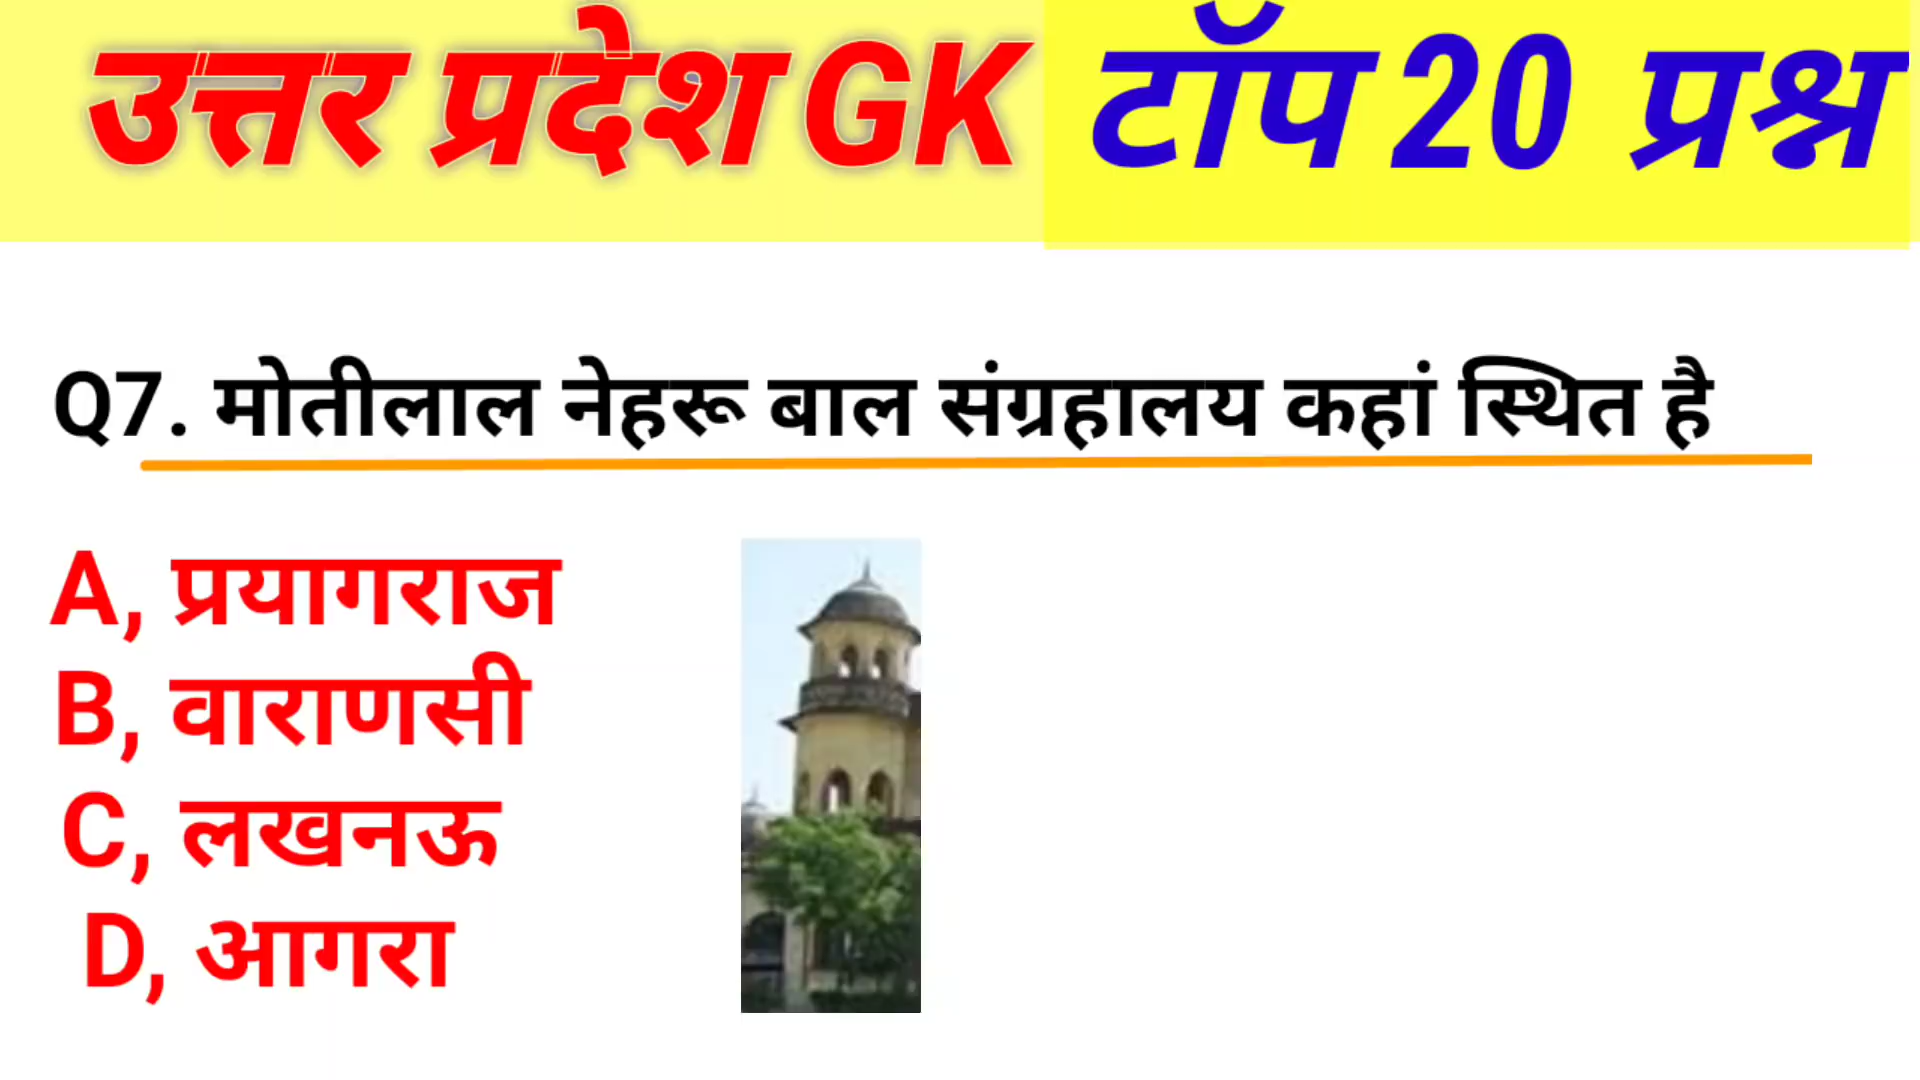 उत्तर प्रदेश GK टॉप 20 प्रश्न
Q7. मोतीलाल नेहरू बाल संग्रहालय कहां स्थित है
A, प्रयागराज
B, वाराणसी
C, लखनऊ
D, आगरा